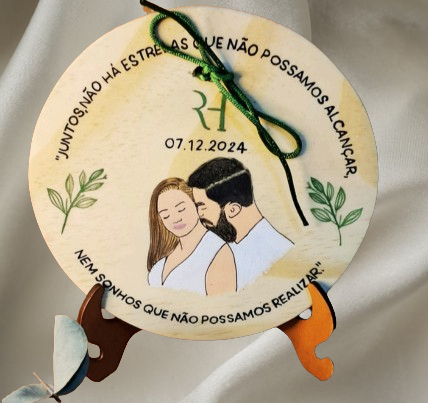 "JUNTOS,NÃO HÁ ESTRELAS QUE NÃO POSSAMOS ALCANÇAR,
RH
07.12.2024
NEM SONHOS QUE NÃO POSSAMOS REALIZAR."